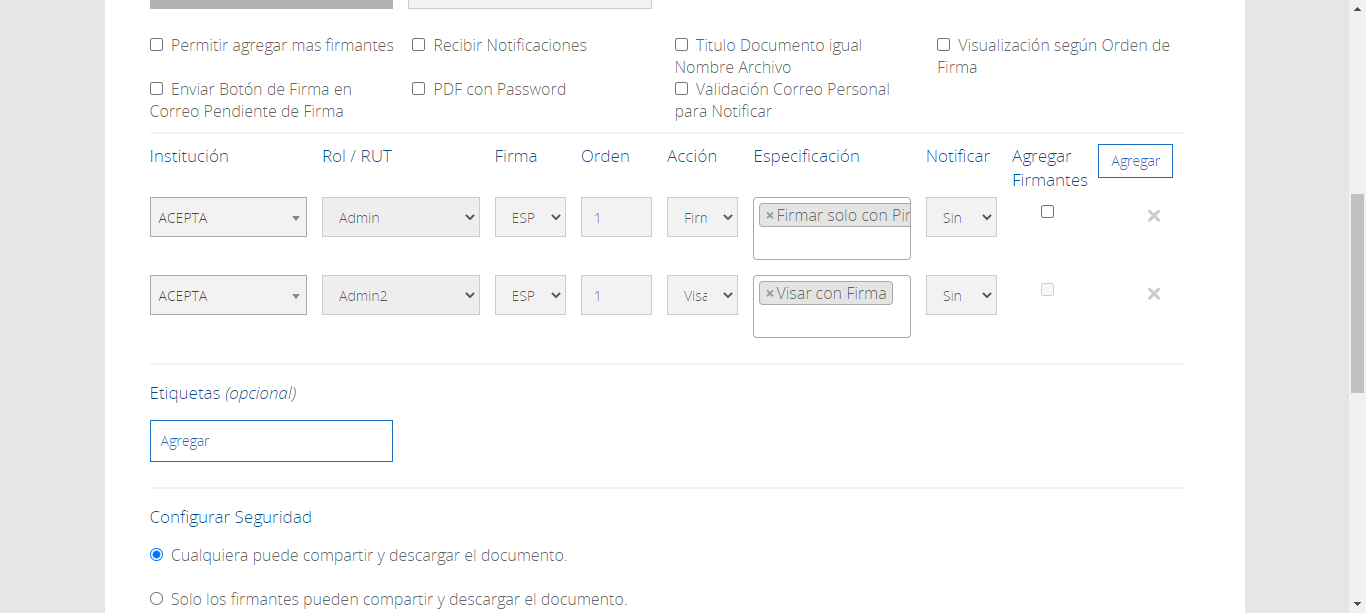 Permitir agregar mas firmantes
Recibir Notificaciones
Titulo Documento igual
Nombre Archivo
Visualización según Orden de
Firma
Enviar Botón de Firma en
Correo Pendiente de Firma
PDF con Password
Validación Correo Personal
para Notificar
Institución
Rol / RUT
Firma
Orden
Acción
Especificación
Notificar
Agregar
Firmantes
Agregar
ACEPTA
Admin
ESP
1
Firm
×Firmar solo con Pin
Sin
×
ACEPTA
Admin2
ESP
1
Visa
×Visar con Firma
Sin
×
Etiquetas (opcional)
Agregar
Configurar Seguridad
Cualquiera puede compartir y descargar el documento.
Solo los firmantes pueden compartir y descargar el documento.